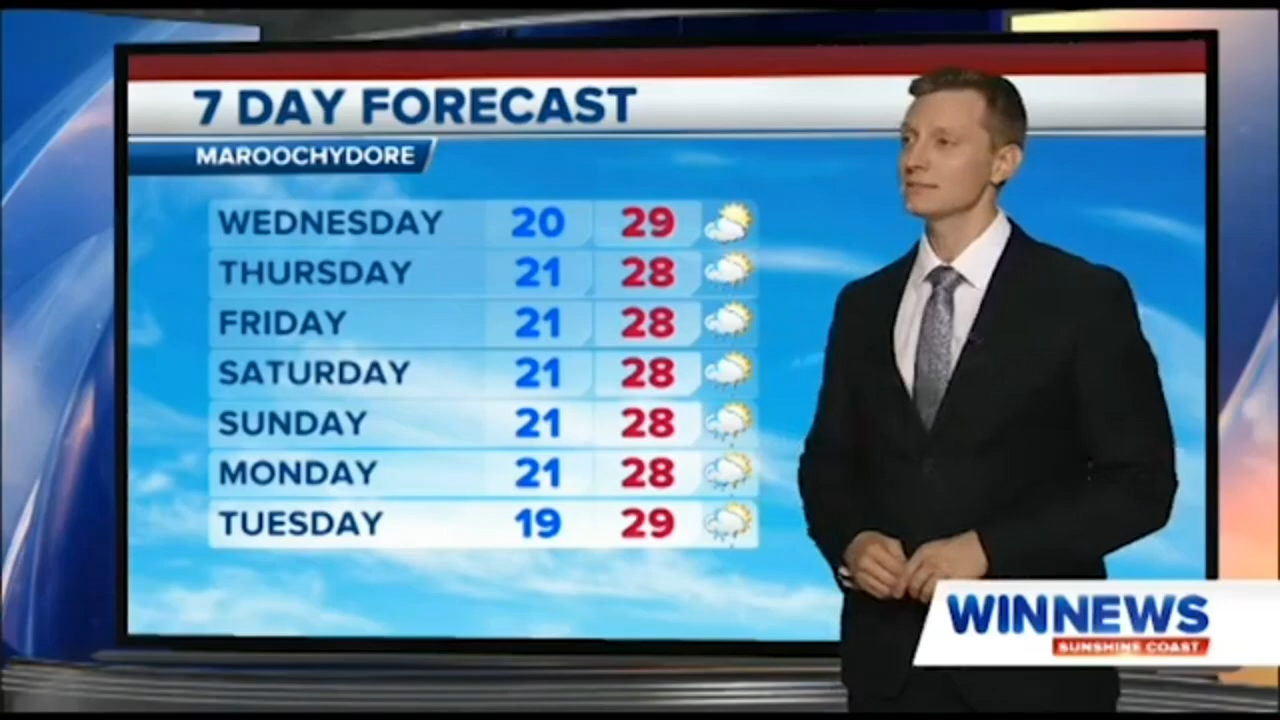 7 DAY FORECAST
MAROOCHYDORE
WEDNESDAY 20 29
THURSDAY 21 28
FRIDAY 21 28
SATURDAY 21 28
SUNDAY 21 28
MONDAY 21 28
TUESDAY 19 29
WINNEWS
SUNSHINE COAST